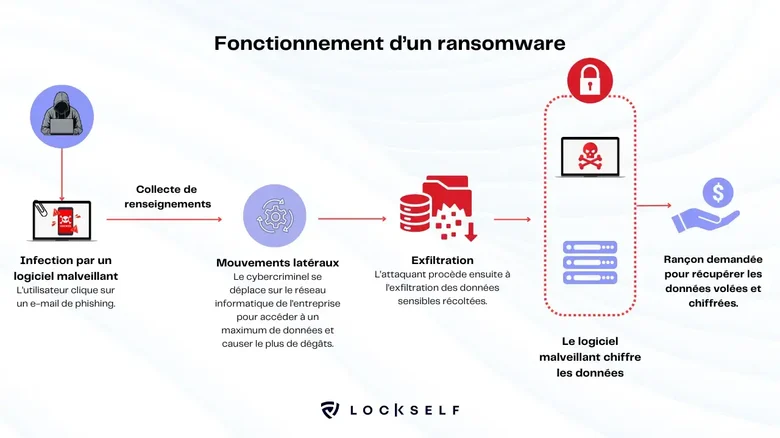 Fonctionnement d'un ransomware
Collecte de
renseignements
Infection par un
logiciel malveillant
L'utilisateur clique sur
un e-mail de phishing.
Mouvements latéraux
Le cybercriminel se
déplace sur le réseau
informatique de l'entreprise
pour accéder à un
maximum de données et
causer le plus de dégâts.
Exfiltration
L'attaquant procède ensuite à
l'exfiltration des données
sensibles récoltées.
Le logiciel
malveillant chiffre
les données
$
Rançon demandée
pour récupérer les
données volées et
chiffrées.
LOCKSELF